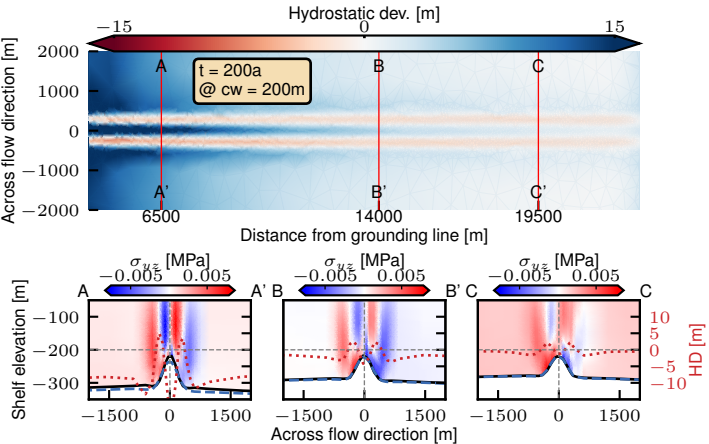 Hydrostatic dev. [m]
−15 0 15
Across flow direction [m]
2000
1000
0
−1000
−2000
t = 200a
@ cw = 200m
A B C
A' B' C'
6500 14000 19500
Distance from grounding line [m]
σyz [MPa] σyz [MPa] σyz [MPa]
−0.005 0.005 −0.005 0.005 −0.005 0.005
A A' B B' C C
Shelf elevation [m]
−100
−200
−300
10
5
0
−5
−10
HD [m]
−1500 0 1500 −1500 0 1500 −1500 0 1500
Across flow direction [m]